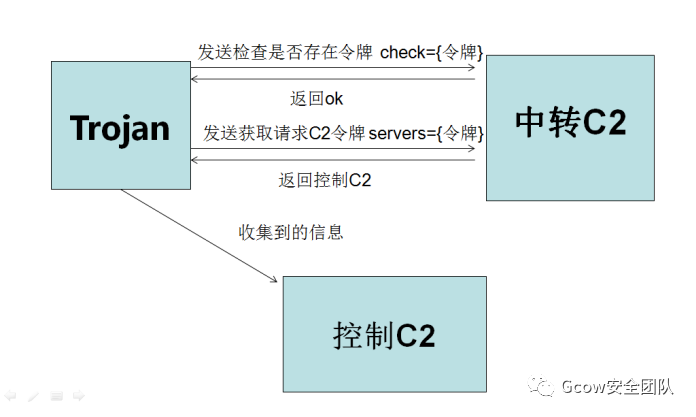 发送检查是否存在令牌 check={令牌}
Trojan
返回ok
中转C2
发送获取请求C2令牌 servers={令牌}
返回控制C2
收集到的信息
控制C2
Gcow安全团队